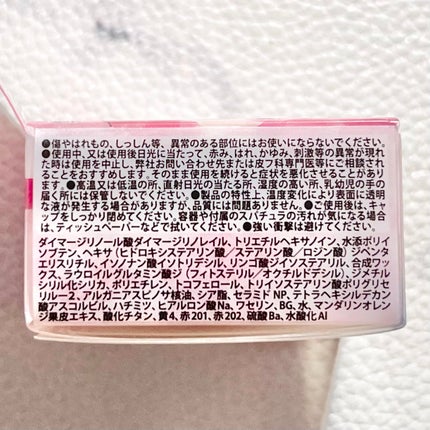 ●傷やはれもの、しっしん等、異常のある部位にはお使いにならないでください。
●使用中、又は使用後日光に当たって、赤み、はれ、かゆみ、刺激等の異常が現れ
た時は使用を中止し、弊社お問い合わせ先または皮フ科専門医等にご相談され
ることをおすすめします。そのまま使用を続けると症状を悪化させることがあり
ます。●高温又は低温の所、直射日光の当たる所、湿度の高い所、乳幼児の手の
届く所には保管しないでください。●製品の特性上、温度変化により表面に透明
な液が発生する場合がありますが、品質には問題ありません。●ご使用後は、キャ
ップをしっかり閉めてください。容器や付属のスパチュラの汚れが気になる場合
は、ティッシュペーパーなどで拭いてください。●強い衝撃は避けてください。
ダイマージリノール酸ダイマージリノレイル、トリエチルヘキサノイン、水添ポリイ
ソブテン、ヘキサ(ヒドロキシステアリン酸/ステアリン酸/ロジン酸)ジペンタ
エリスリチル、イソノナン酸イソトリデシル、リンゴ酸ジイソステアリル、合成ワッ
クス、ラウロイルグルタミン酸ジ(フィトステリル/オクチルドデシル)、ジメチル
シリル化シリカ、ポリエチレン、トコフェロール、トリイソステアリン酸ポリグリセ
リル-2、アルガニアスピノサ核油、シア脂、セラミドNP、テトラヘキシルデカン
酸アスコルビル、ハチミツ、ヒアルロン酸Na、ワセリン、BG、水、マンダリンオレン
ジ果皮エキス、酸化チタン、黄4、赤201、赤202、硫酸Ba、水酸化Al